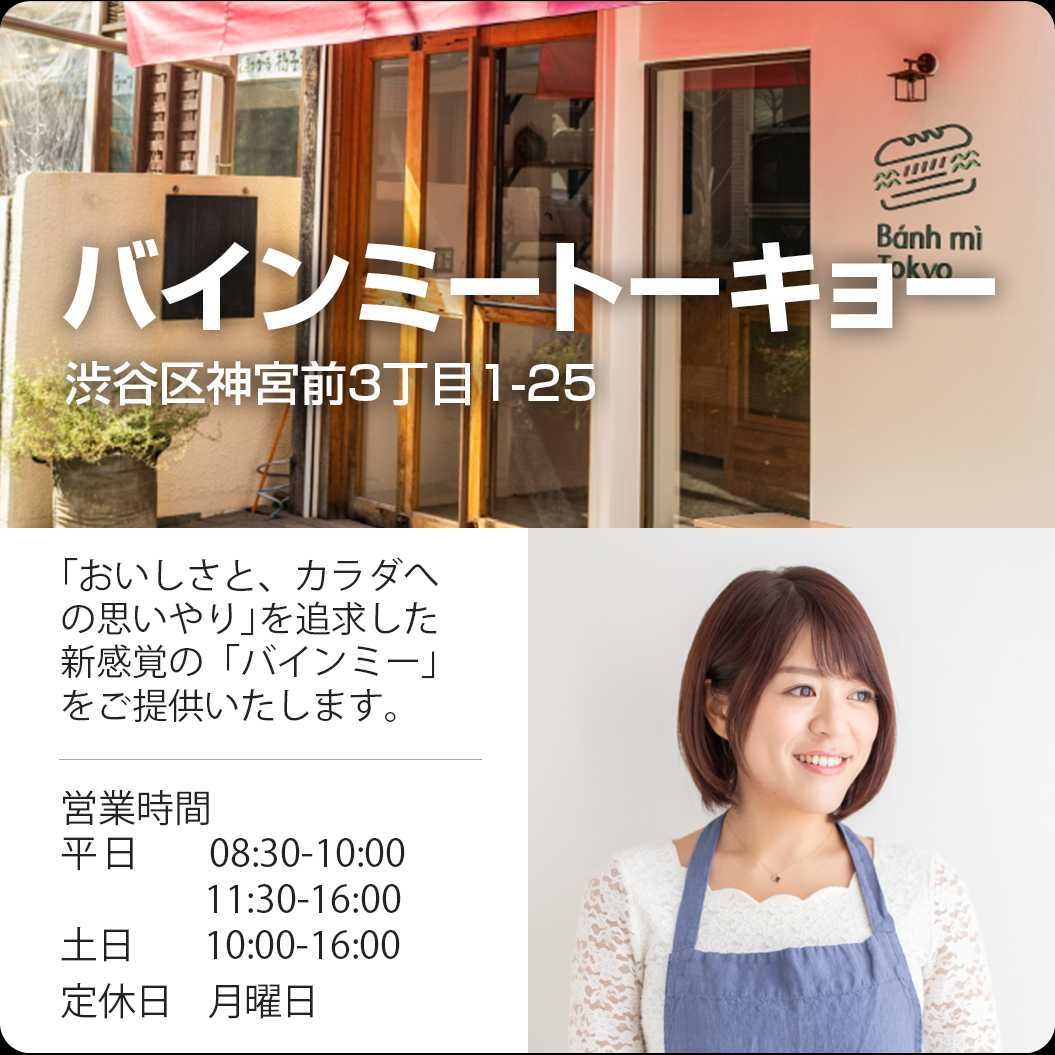 Bánh mì
Tokyo
バインミートーキョー
渋谷区神宮前3丁目1-25
「おいしさと、カラダへ
の思いやり」を追求した
新感覚の「バインミー」
をご提供いたします。
営業時間
平日 08:30-10:00
11:30-16:00
土日 10:00-16:00
定休日 月曜日